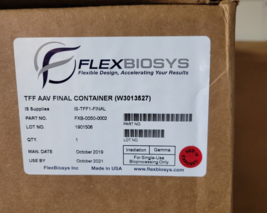 FLEXBIOSYS
Flexible Design, Accelerating Your Results
TFF AAV FINAL CONTAINER (W3013527)
IS Supplies IS-TFF1-FINAL
PART NO. FXB-0050-0002 PART NO.
LOT NO. 1901006
QTY. 1 LOT NO.
MAN. DATE October 2019 Irradiation Gamma
USE BY October 2021 For Single-Use Bioprocessing Only
FlexBiosys Inc Made in USA www.flexbiosys.com